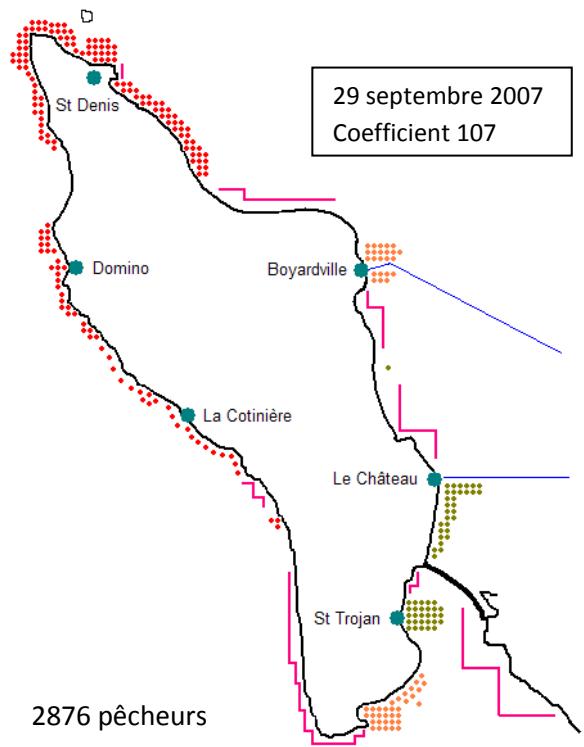 29 septembre 2007
Coefficient 107
St Denis
Domino
Boyardville
La Cotinière
Le Château
St Trojan
2876 pêcheurs